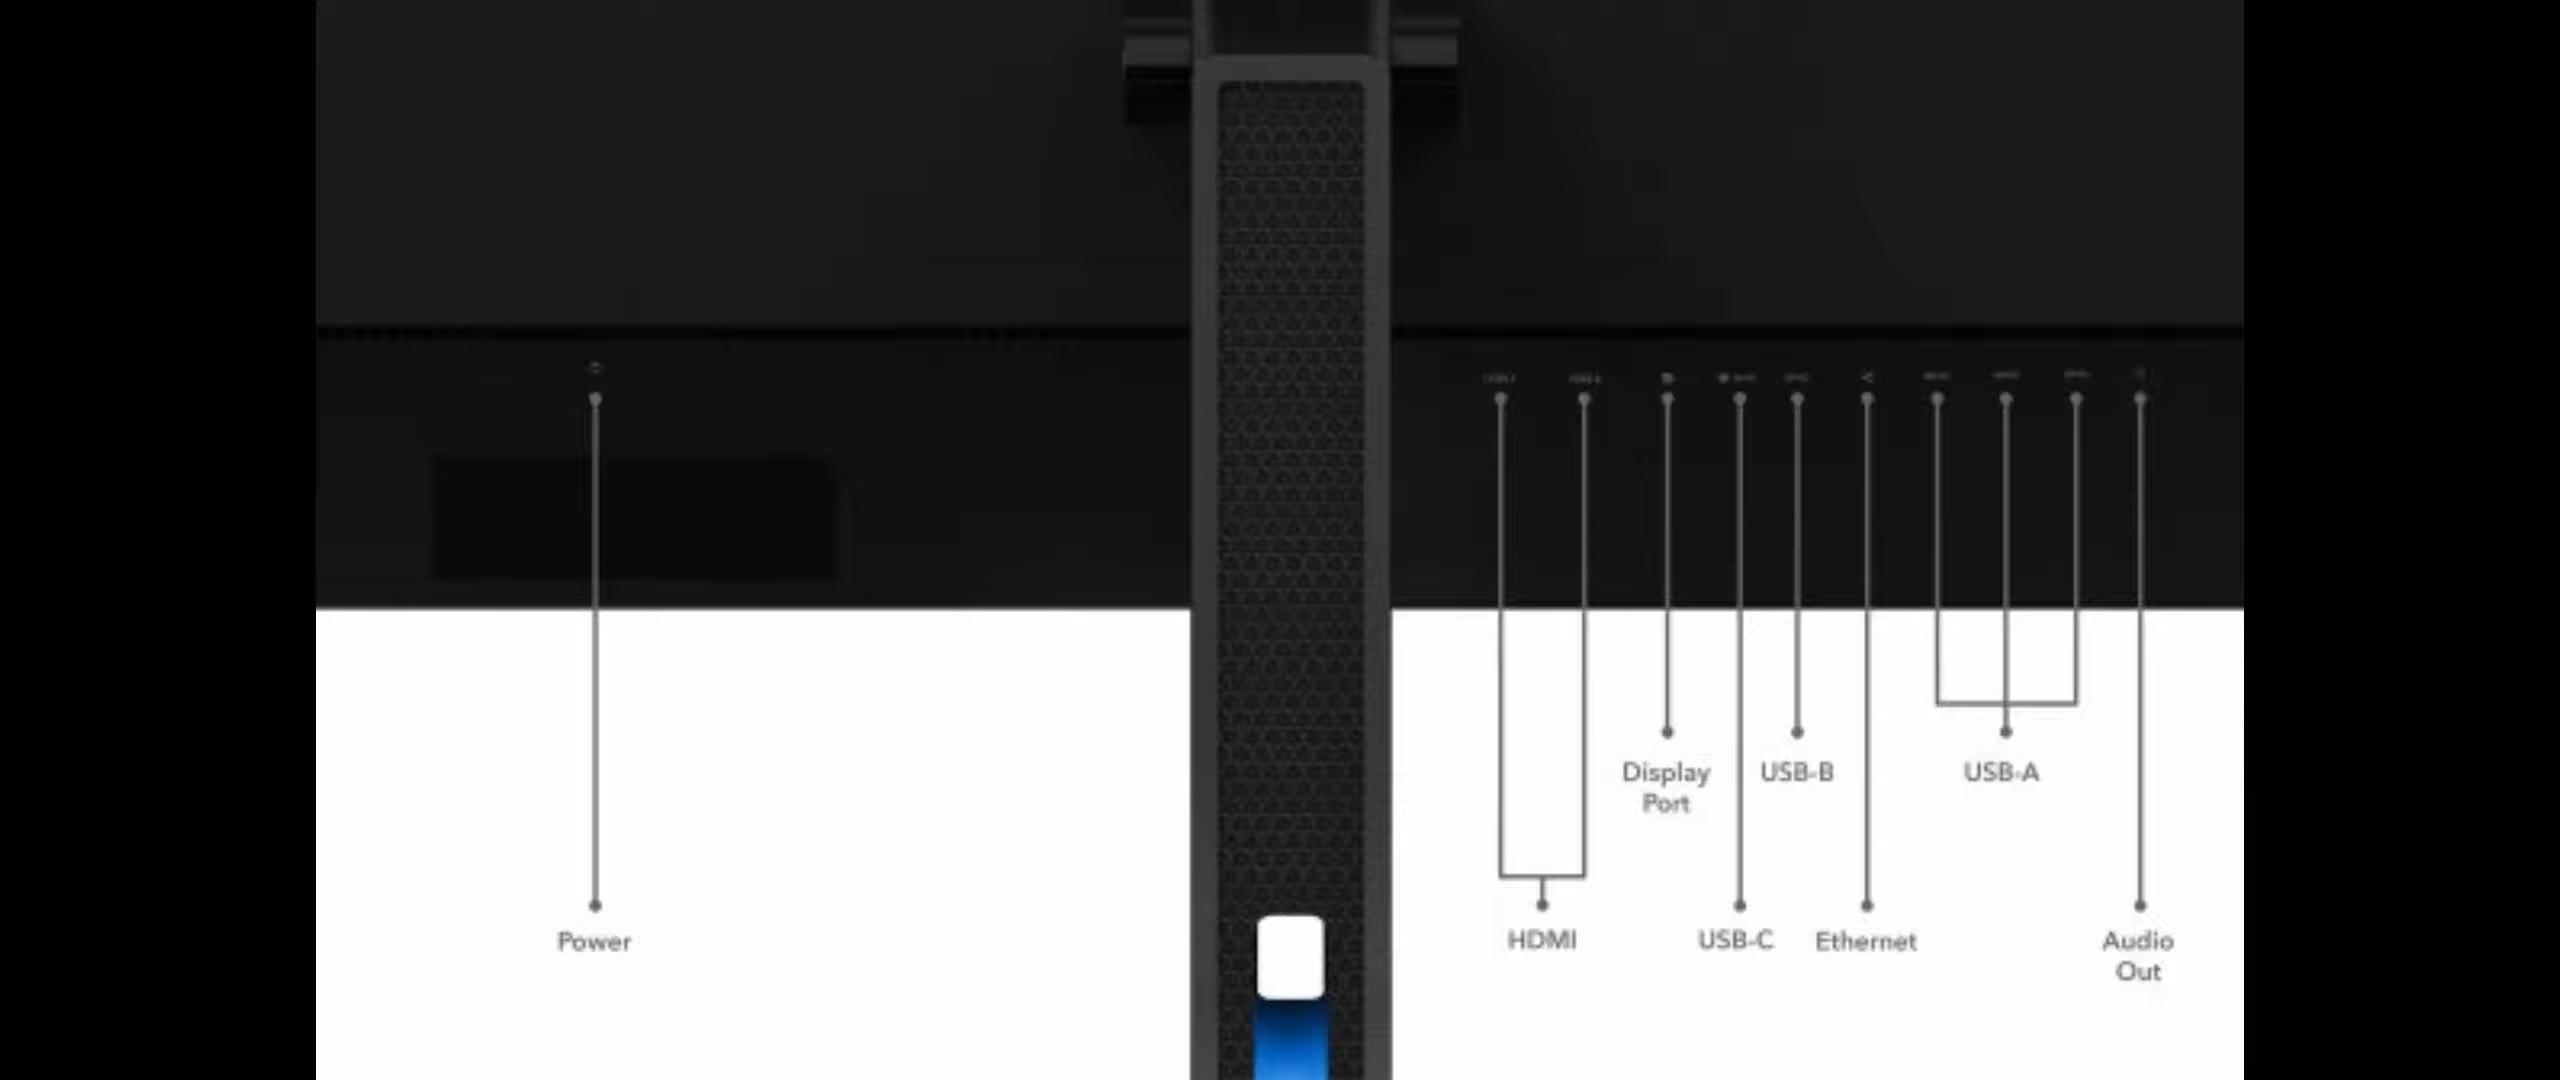 Display
Port
USB-B
USB-A
Power
HDMI
USB-C
Ethernet
Audio
Out